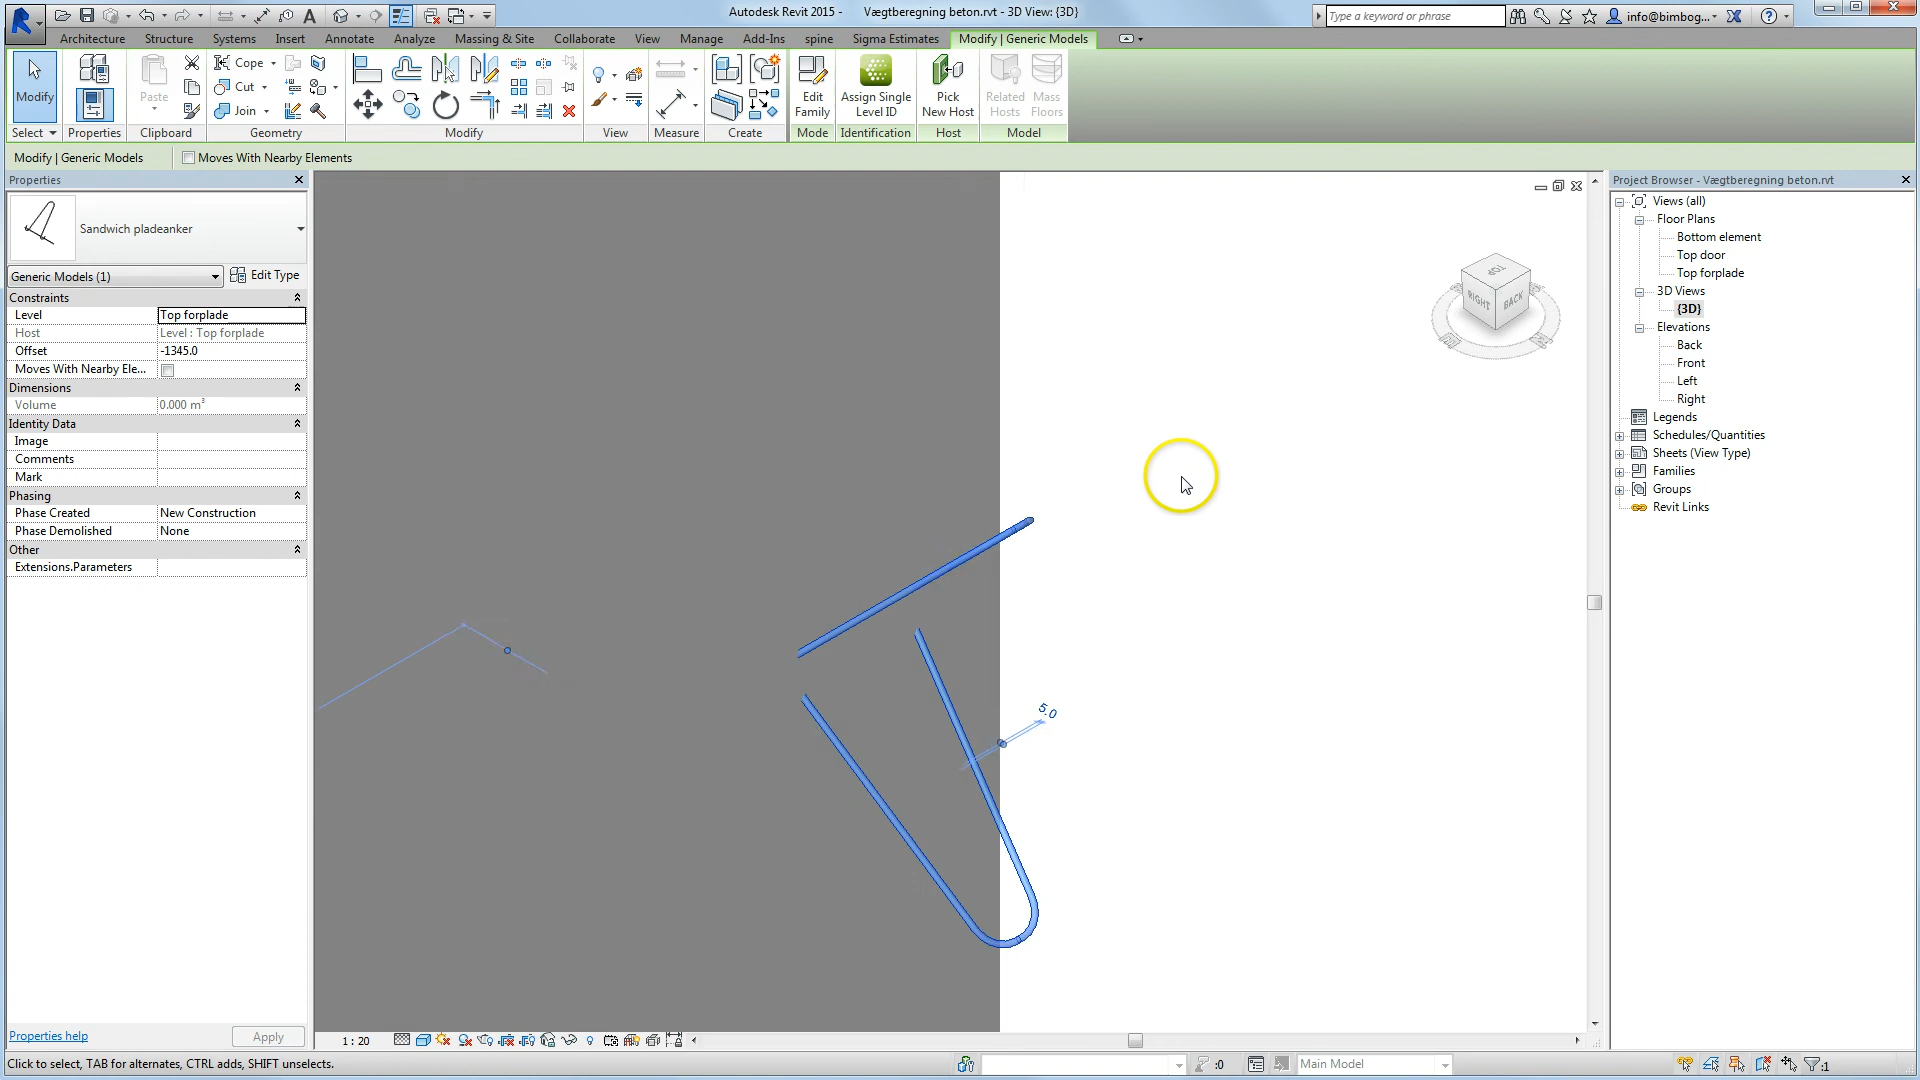 Autodesk Revit 2015 -    Vægtberegning beton.rvt - 3D View: {3D}
Type a keyword or phrase
info@bimbog...
Architecture Structure Systems Insert Annotate Analyze Massing & Site Collaborate View Manage Add-Ins spine Sigma Estimates Modify | Generic Models
Modify
Paste
Cope
Cut
Join
Edit Family
Assign Single Level ID
Pick New Host
Related Hosts
Mass Floors
Select Properties Clipboard Geometry Modify View Measure Create Mode Identification Host Model
Modify | Generic Models
Moves With Nearby Elements
Properties
Sandwich pladeanker
Generic Models (1)
Edit Type
Constraints
Level Top forplade
Host Level : Top forplade
Offset -1345.0
Moves With Nearby Ele...
Dimensions
Volume 0.000 m³
Identity Data
Image
Comments
Mark
Phasing
Phase Created New Construction
Phase Demolished None
Other
Extensions.Parameters
Properties help
Apply
TOP
RIGHT
BACK
5.0
Project Browser - Vægtberegning beton.rvt
Views (all)
Floor Plans
Bottom element
Top door
Top forplade
3D Views
{3D}
Elevations
Back
Front
Left
Right
Legends
Schedules/Quantities
Sheets (View Type)
Families
Groups
Revit Links
1 : 20
Click to select, TAB for alternates, CTRL adds, SHIFT unselects.
:0
Main Model
:1